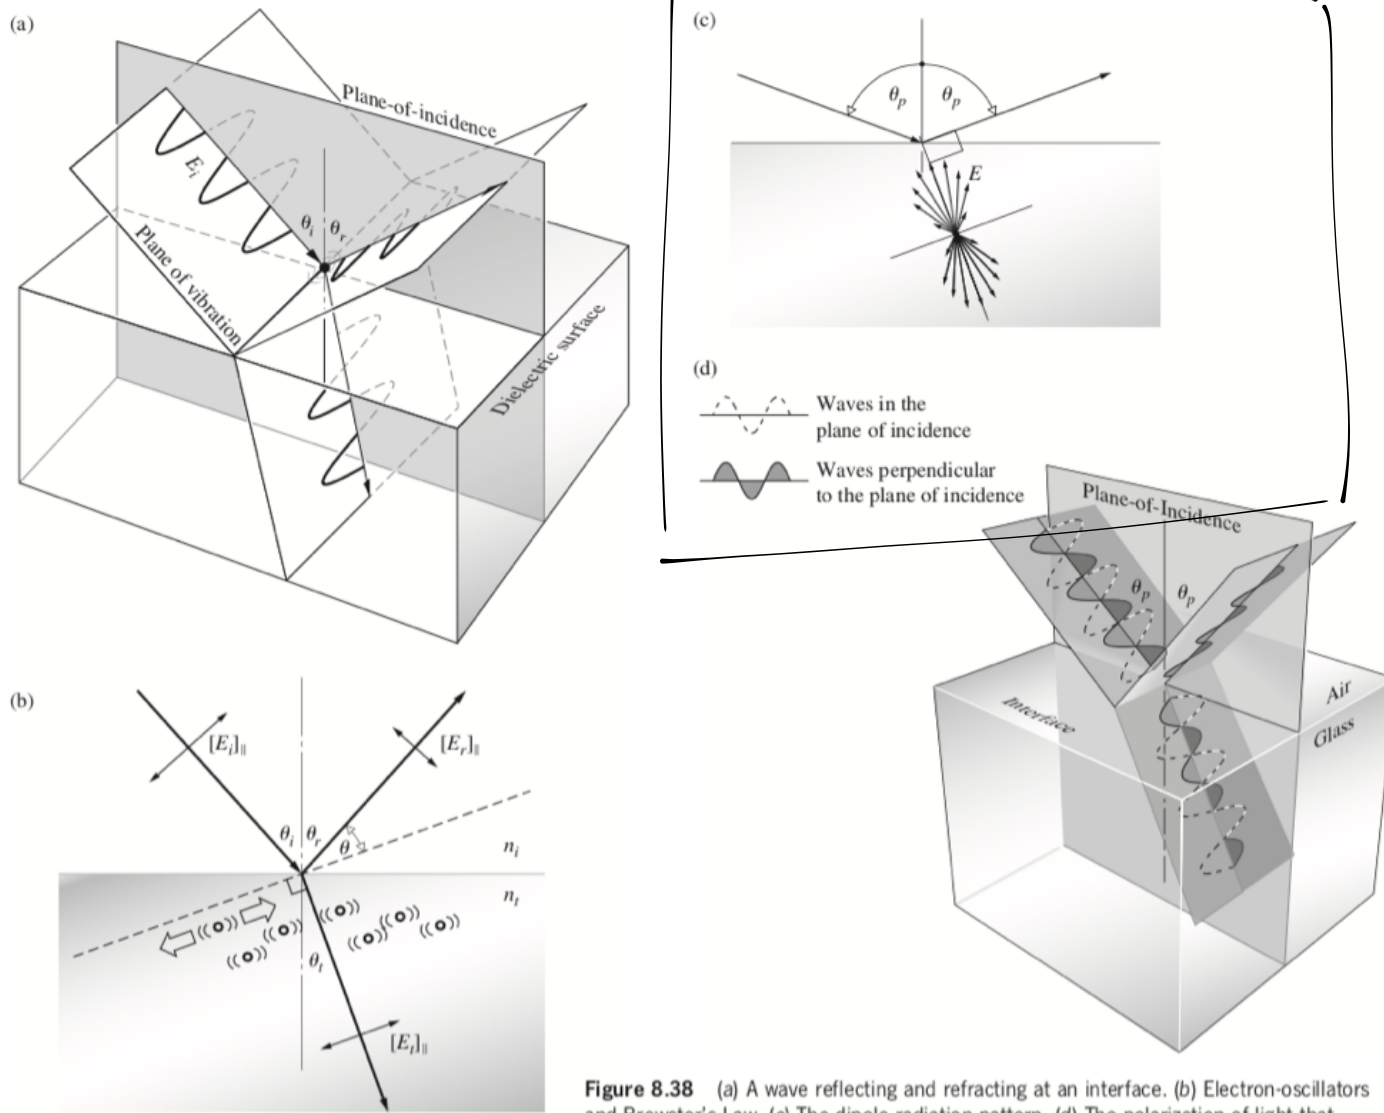 (a)
Plane-of-incidence
E_i
θ_i θ_r
Plane of vibration
Dielectric surface
(b)
[E_i]_∥
[E_r]_∥
θ_i θ_r
θ
n_i
n_t
θ_t
[E_t]_∥
(c)
θ_p θ_p
E
(d)
Waves in the
plane of incidence
Waves perpendicular
to the plane of incidence
Plane-of-Incidence
θ_p θ_p
Interface
Air
Glass
Figure 8.38 (a) A wave reflecting and refracting at an interface. (b) Electron-oscillators
and Brewster's Law. (c) The dipole radiation pattern. (d) The polarization of light that